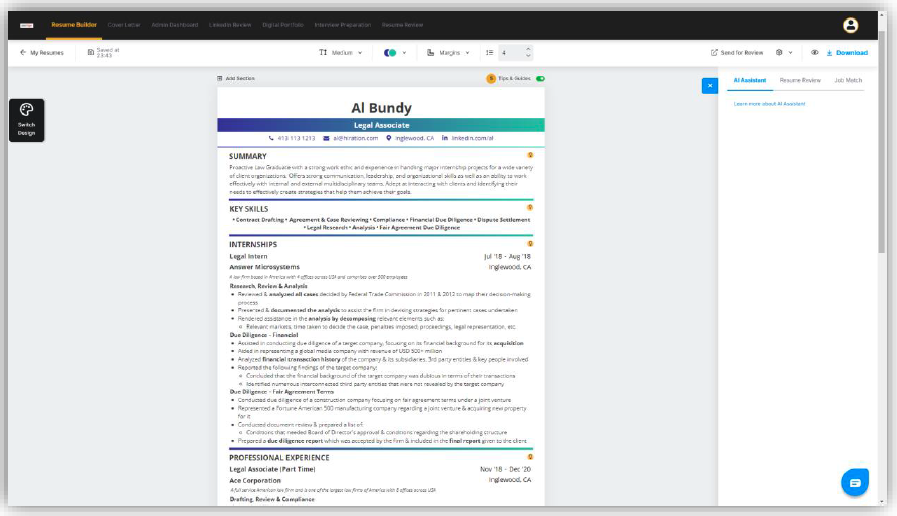 Resume Builder Cover Letter Admin Dashboard LinkedIn Review Digital Portfolio Interview Preparation Resume Review
My Resumes Saved at 23:43 Medium Margins 4 Send for Review Download
Add Section 5 Tips & Guides
AI Assistant Resume Review Job Match
Learn more about AI Assistant
Switch Design
Al Bundy
Legal Associate
413) 113 1213 al@hiration.com Inglewood, CA linkedin.com/al
SUMMARY
Proactive Law Graduate with a strong work ethic and experience in handling major internship projects for a wide variety
of client organizations. Offers strong communication, leadership, and organizational skills as well as an ability to work
effectively with internal and external multidisciplinary teams. Adept at interacting with clients and identifying their
needs to effectively create strategies that help them achieve their goals.
KEY SKILLS
• Contract Drafting • Agreement & Case Reviewing • Compliance • Financial Due Diligence • Dispute Settlement
• Legal Research • Analysis • Fair Agreement Due Diligence
INTERNSHIPS
Legal Intern Jul '18 - Aug '18
Answer Microsystems Inglewood, CA
A law firm based in America with 4 offices across USA and comprises over 500 employees
Research, Review & Analysis
• Reviewed & analyzed all cases decided by Federal Trade Commission in 2011 & 2012 to map their decision-making
process
• Presented & documented the analysis to assist the firm in devising strategies for pertinent cases undertaken
• Rendered assistance in the analysis by decomposing relevant elements such as:
o Relevant markets, time taken to decide the case, penalties imposed, proceedings, legal representation, etc.
Due Diligence - Financial
• Assisted in conducting due diligence of a target company, focusing on its financial background for its acquisition
• Aided in representing a global media company with revenue of USD 500+ million
• Analyzed financial transaction history of the company & its subsidiaries, 3rd party entities & key people involved
• Reported the following findings of the target company:
o Concluded that the financial background of the target company was dubious in terms of their transactions
o Identified numerous interconnected third party entities that were not revealed by the target company
Due Diligence - Fair Agreement Terms
• Conducted due diligence of a construction company focusing on fair agreement terms under a joint venture
• Represented a Fortune American 500 manufacturing company regarding a joint venture & acquiring new property
for it
• Conducted document review & prepared a list of:
o Conditions that needed Board of Director's approval & conditions regarding the shareholding structure
• Prepared a due diligence report which was accepted by the firm & included in the final report given to the client
PROFESSIONAL EXPERIENCE
Legal Associate (Part Time) Nov '18 - Dec '20
Ace Corporation Inglewood, CA
A full service American law firm and is one of the largest law firms of America with 6 offices across USA
Drafting, Review & Compliance